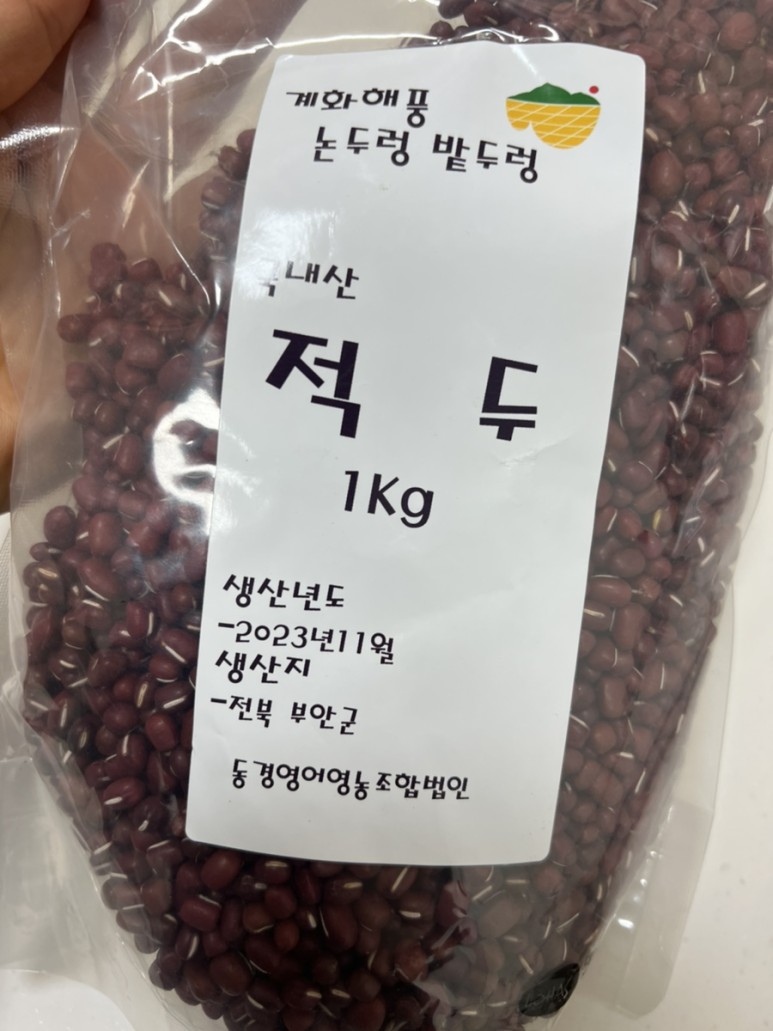 계화해풍
논두렁 밭두렁
국내산
적 두
1Kg
생산년도
-2023년11월
생산지
-전북 부안군
동경영어영농조합법인